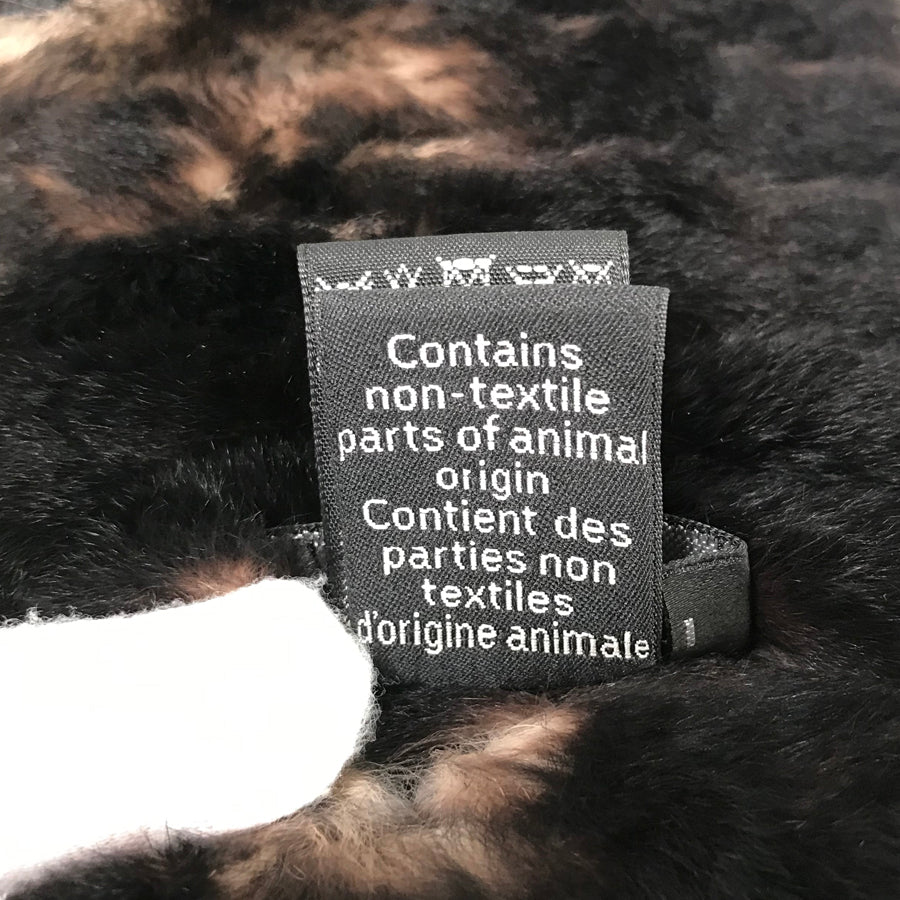 Contains
non-textile
parts of animal
origin
Contient des
parties non
textiles
d'origine animale